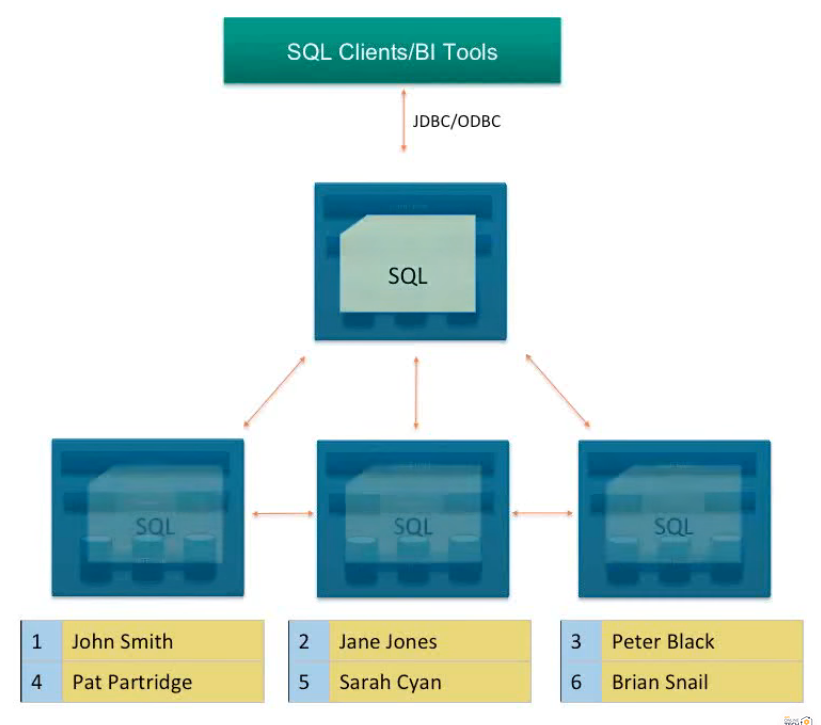 SQL Clients/BI Tools
JDBC/ODBC
SQL
SQL SQL SQL
1 John Smith 2 Jane Jones 3 Peter Black
4 Pat Partridge 5 Sarah Cyan 6 Brian Snail